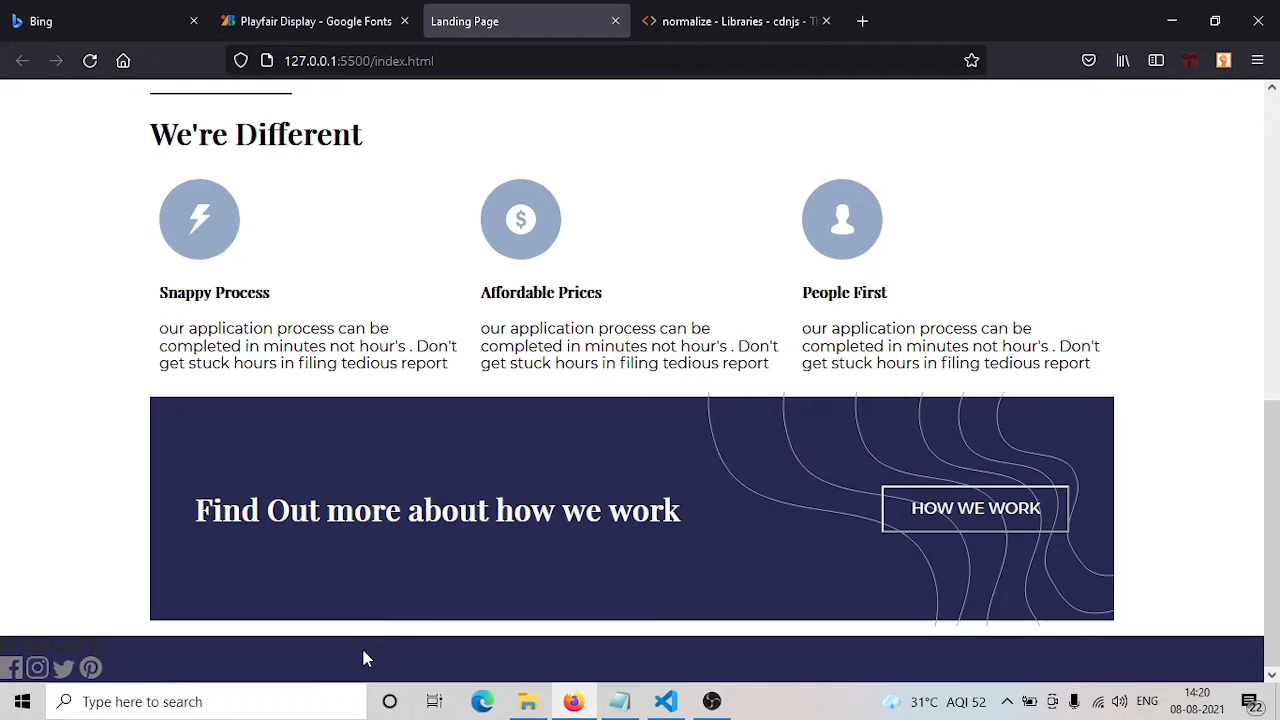 Bing
Playfair Display - Google Fonts
Landing Page
normalize - Libraries - cdnjs - T
127.0.0.1:5500/index.html
We're Different
Snappy Process
Affordable Prices
People First
our application process can be
completed in minutes not hour's . Don't
get stuck hours in filing tedious report
our application process can be
completed in minutes not hour's . Don't
get stuck hours in filing tedious report
our application process can be
completed in minutes not hour's . Don't
get stuck hours in filing tedious report
Find Out more about how we work
HOW WE WORK
Type here to search
31°C AQI 52
ENG
14:20
08-08-2021
22